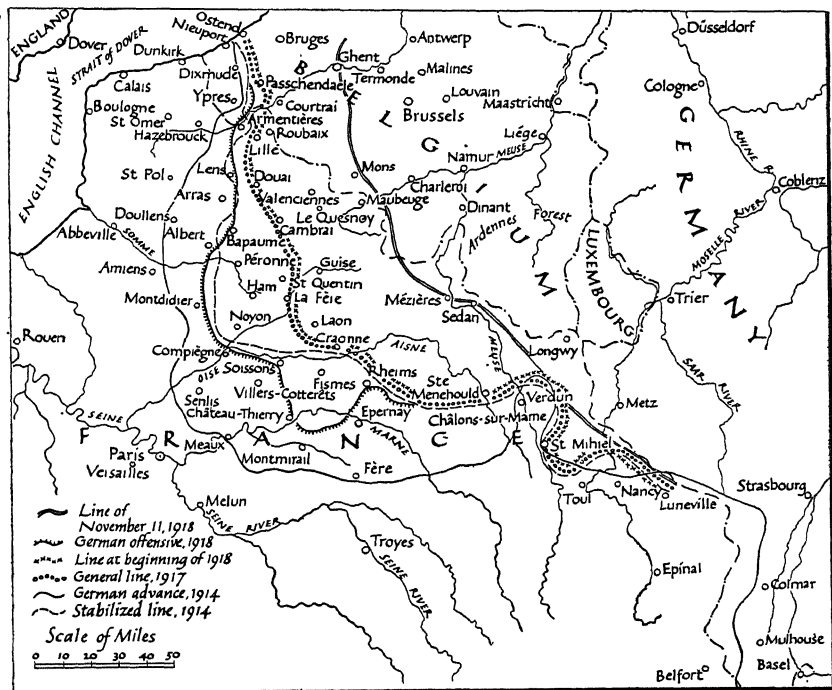 ENGLAND
Dover
STRAIT OF DOVER
ENGLISH CHANNEL
Ostend
Nieuport
Dunkirk
Bruges
Ghent
Antwerp
Düsseldorf
Calais
Dixmude
Passchendaele
Termonde
Malines
Cologne
Boulogne
Ypres
Courtrai
Louvain
Maastricht
St Omer
Armentières
Brussels
Hazebrouck
Roubaix
Lille
Liége
BELGIUM
GERMANY
RHINE R.
St Pol
Lens
Douai
Mons
Namur
MEUSE
Coblenz
Arras
Valenciennes
Charleroi
Le Quesnoy
Maubeuge
Dinant
Ardennes
Forest
Doullens
Cambrai
LUXEMBOURG
MOSELLE RIVER
Abbeville
SOMME
Albert
Bapaum
Amiens
Péronne
Guise
Ham
St Quentin
Montdidier
La Fère
Mézières
Sedan
Trier
Rouen
Noyon
Laon
Craonne
AISNE
MEUSE
Longwy
Compiègne
OISE
Soissons
Rheims
SAAR RIVER
Senlis
Villers-Cotterêts
Fismes
Ste Menehould
Verdun
Metz
SEINE
Château-Thierry
Epernay
Châlons-sur-Marne
FRANCE
MARNE
Paris
Meaux
St Mihiel
Versailles
Montmirail
Fère
Toul
Nancy
Luneville
Strasbourg
Melun
SEINE RIVER
Troyes
SEINE RIVER
Epinal
Colmar
Mulhouse
Belfort
Basel
Line of
November 11, 1918
German offensive, 1918
Line at beginning of 1918
General line, 1917
German advance, 1914
Stabilized line, 1914
Scale of Miles
0 10 20 30 40 50